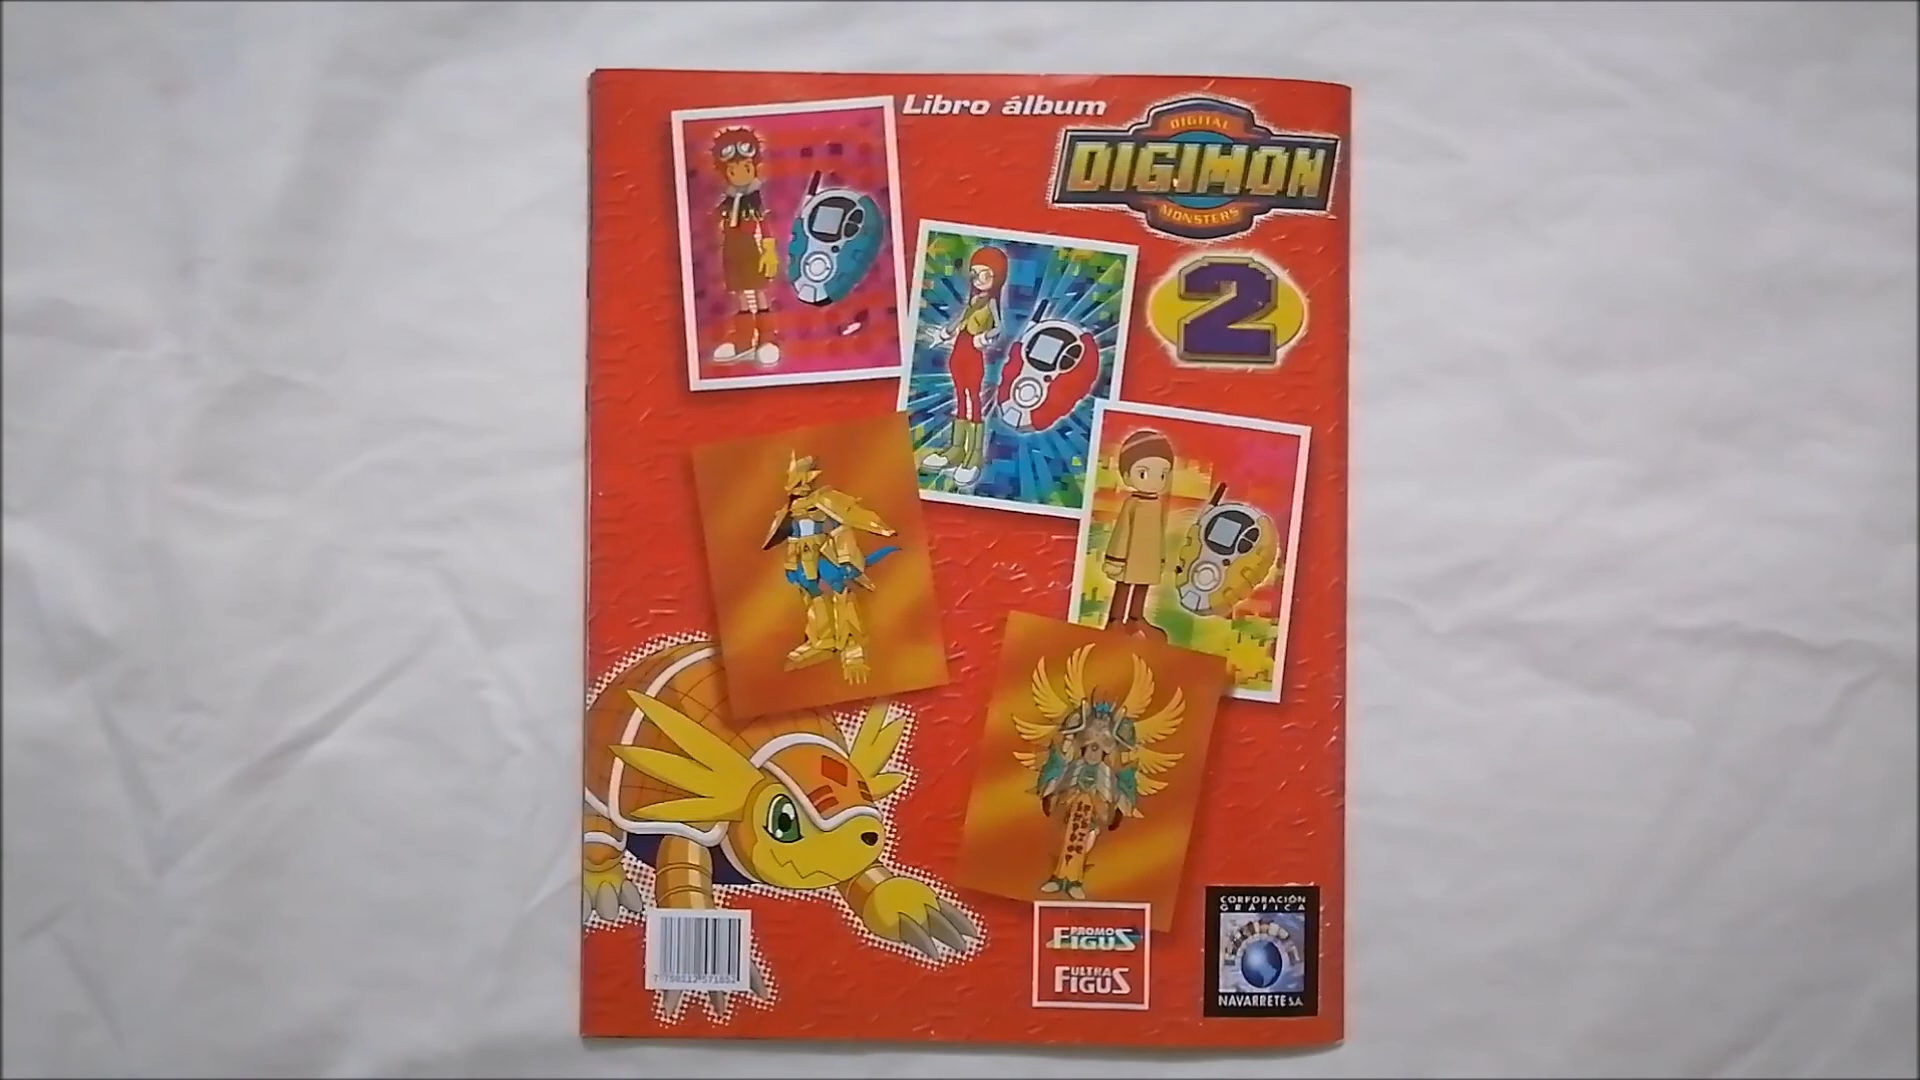 Libro álbum
DIGITAL
DIGIMON
MONSTERS
2
PROMO
FIGUS
ULTRA
FIGUS
CORPORACIÓN
GRÁFICA
NAVARRETE S.A.